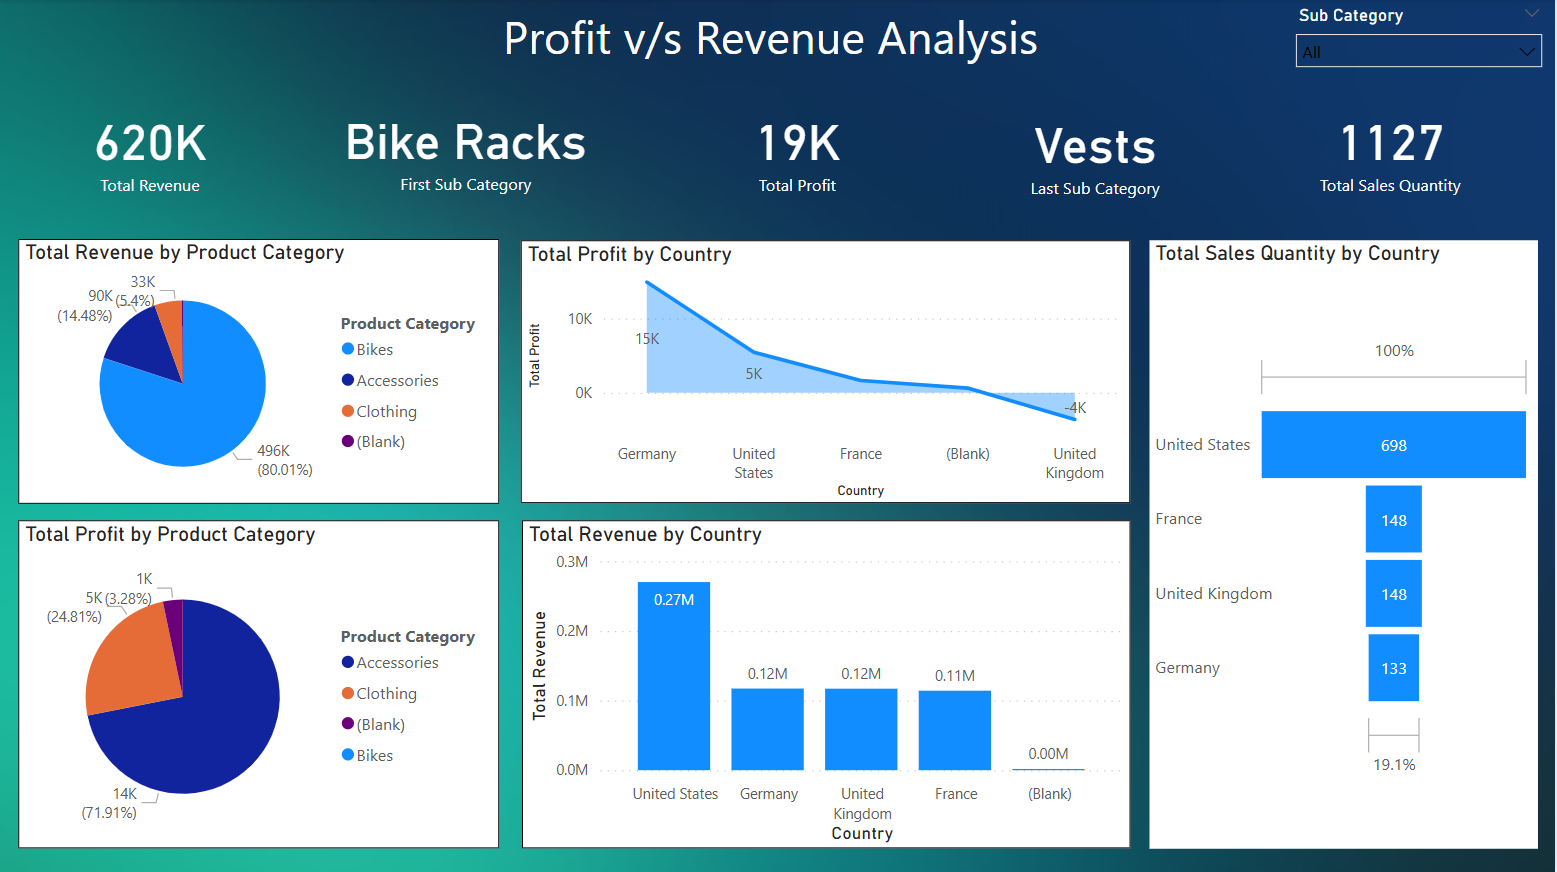 Profit v/s Revenue Analysis
Sub Category
All
620K
Total Revenue
Bike Racks
First Sub Category
19K
Total Profit
Vests
Last Sub Category
1127
Total Sales Quantity
Total Revenue by Product Category
33K
(5.4%)
90K
(14.48%)
496K
(80.01%)
Product Category
Bikes
Accessories
Clothing
(Blank)
Total Profit by Country
Total Profit
10K
0K
15K
5K
-4K
Germany
United
States
France
(Blank)
United
Kingdom
Country
Total Sales Quantity by Country
100%
United States
698
France
148
United Kingdom
148
Germany
133
19.1%
Total Profit by Product Category
1K
(3.28%)
5K
(24.81%)
14K
(71.91%)
Product Category
Accessories
Clothing
(Blank)
Bikes
Total Revenue by Country
Total Revenue
0.3M
0.2M
0.1M
0.0M
0.27M
0.12M
0.12M
0.11M
0.00M
United States
Germany
United
Kingdom
France
(Blank)
Country